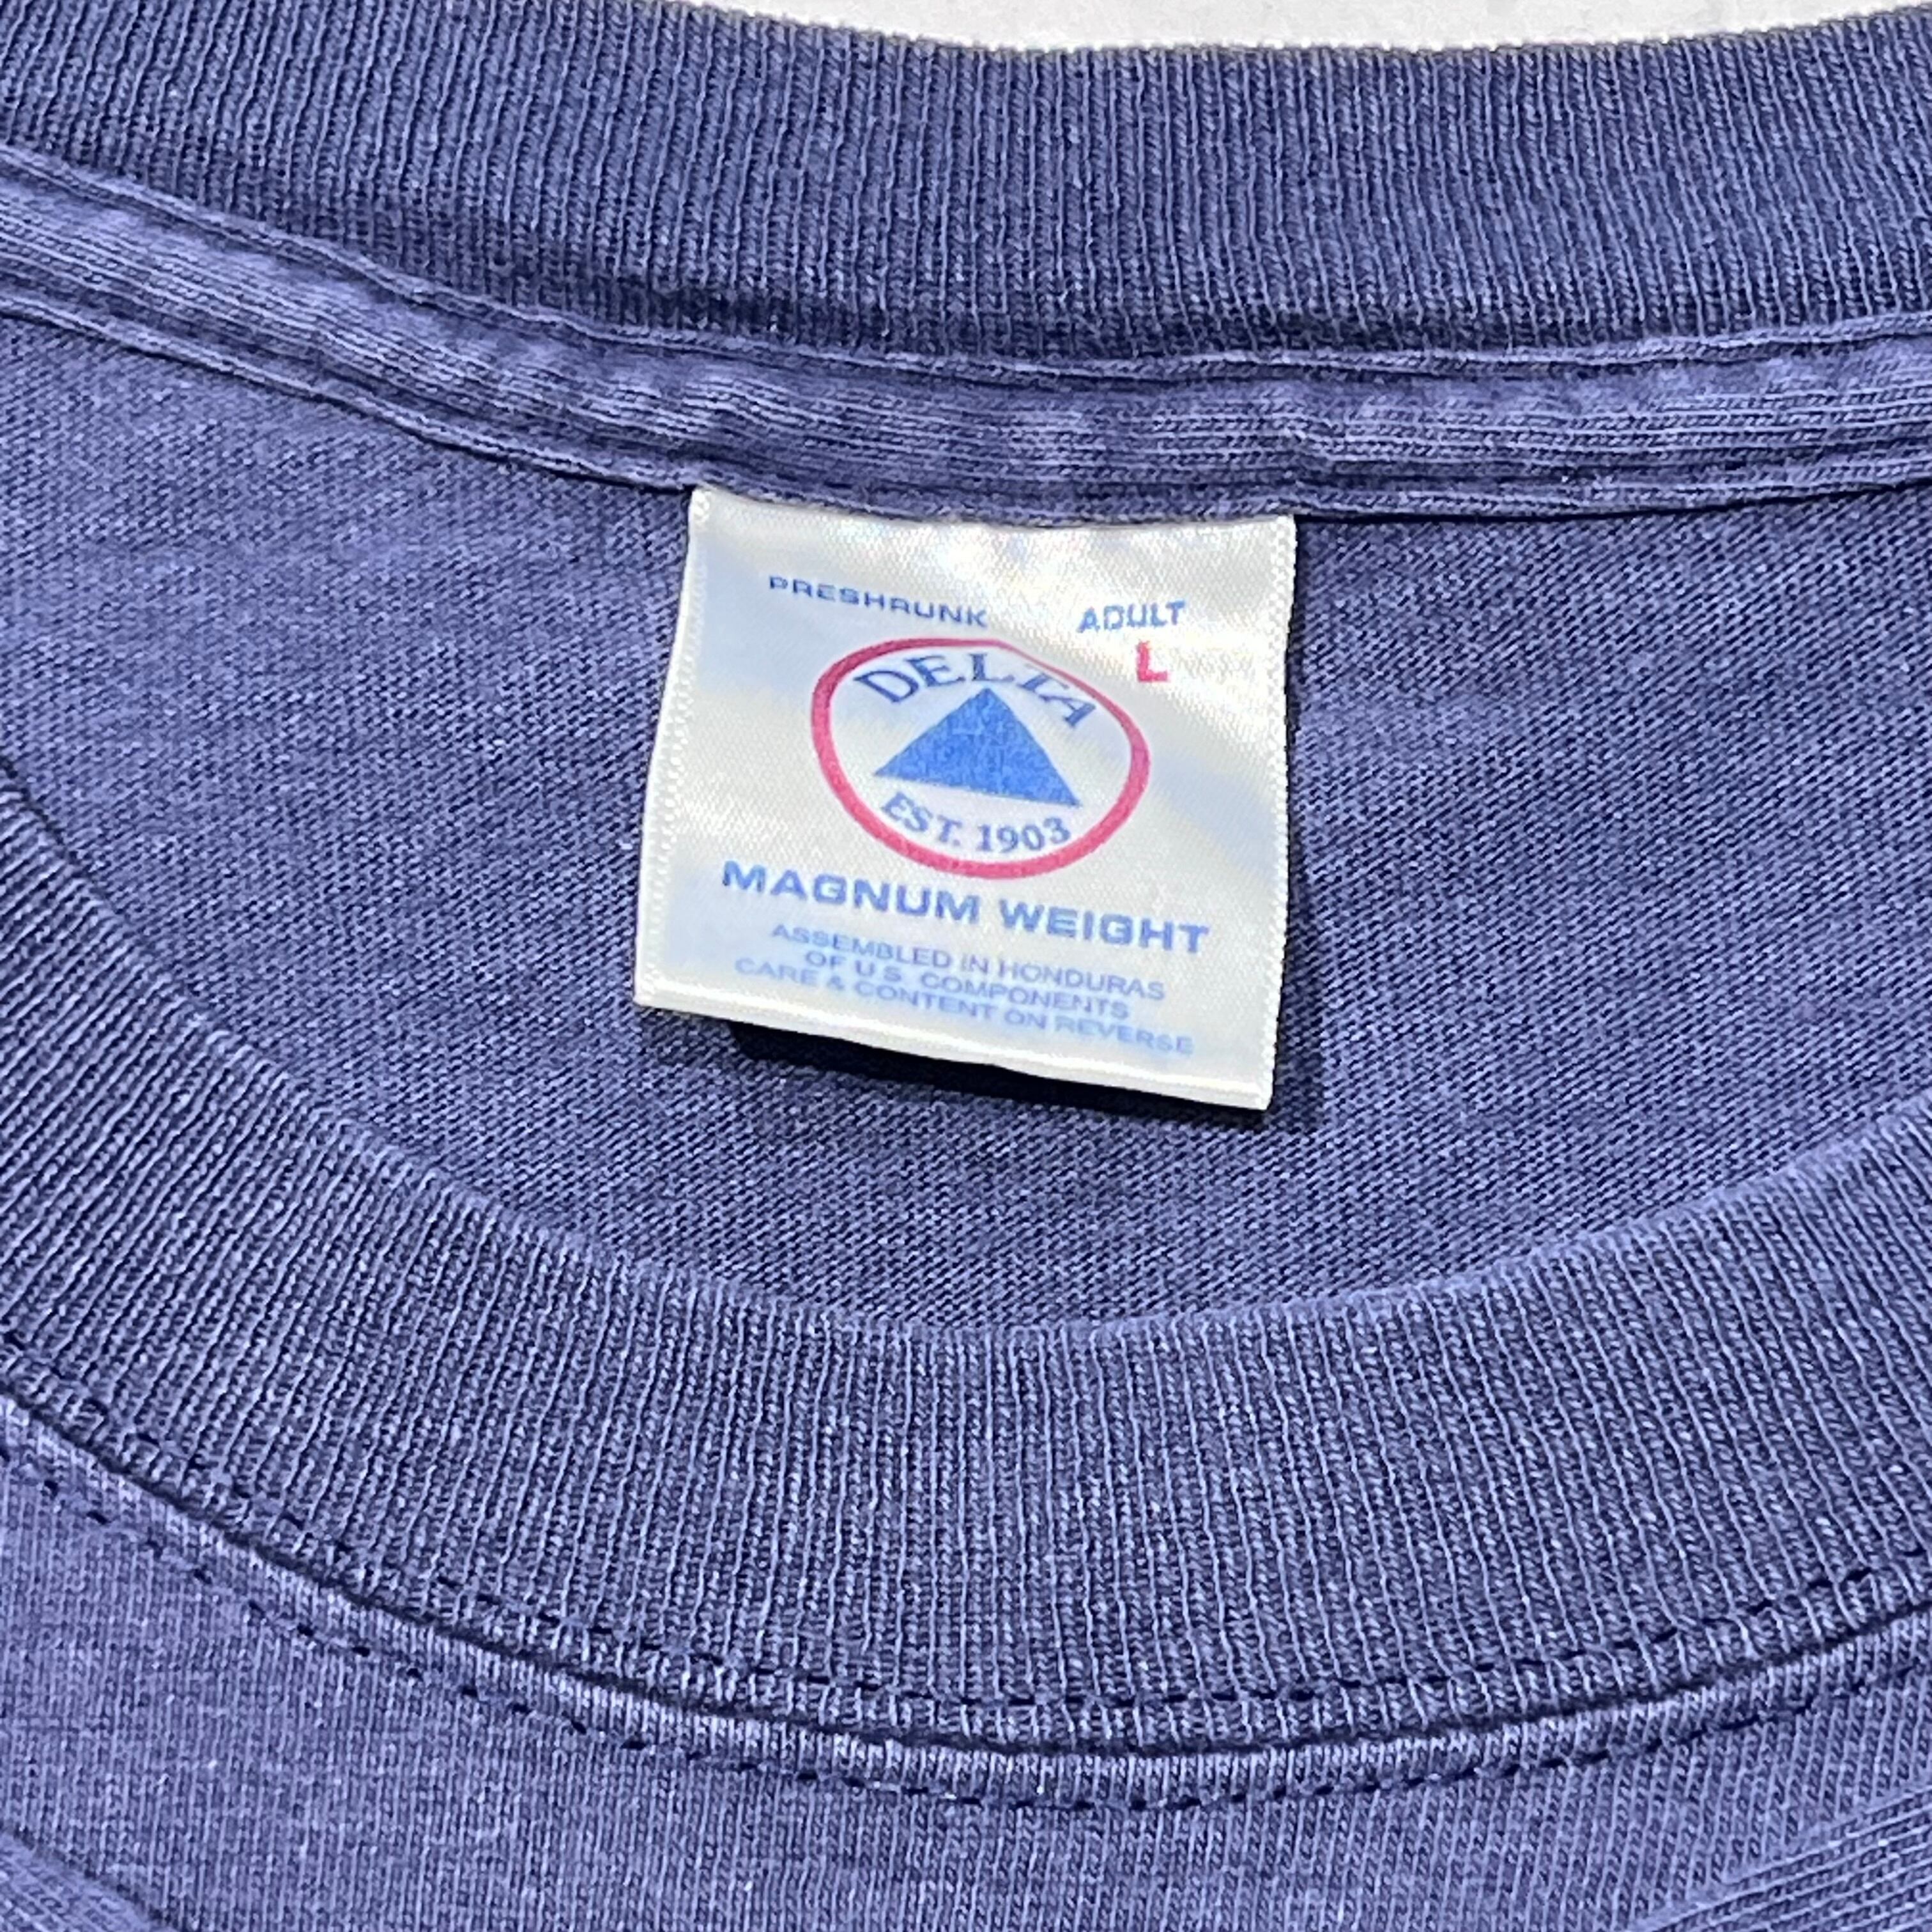 PRESHRUNK
ADULT
L
DELTA
EST. 1903
MAGNUM WEIGHT
ASSEMBLED IN HONDURAS
OF U.S. COMPONENTS
CARE & CONTENT ON REVERSE